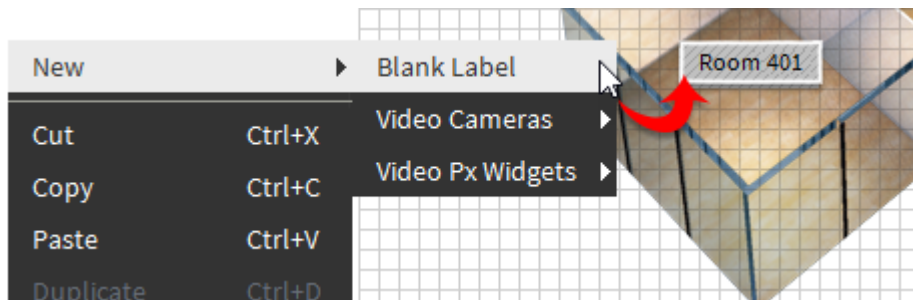 New
Blank Label
Room 401
Cut Ctrl+X
Video Cameras
Copy Ctrl+C
Video Px Widgets
Paste Ctrl+V
Duplicate Ctrl+D